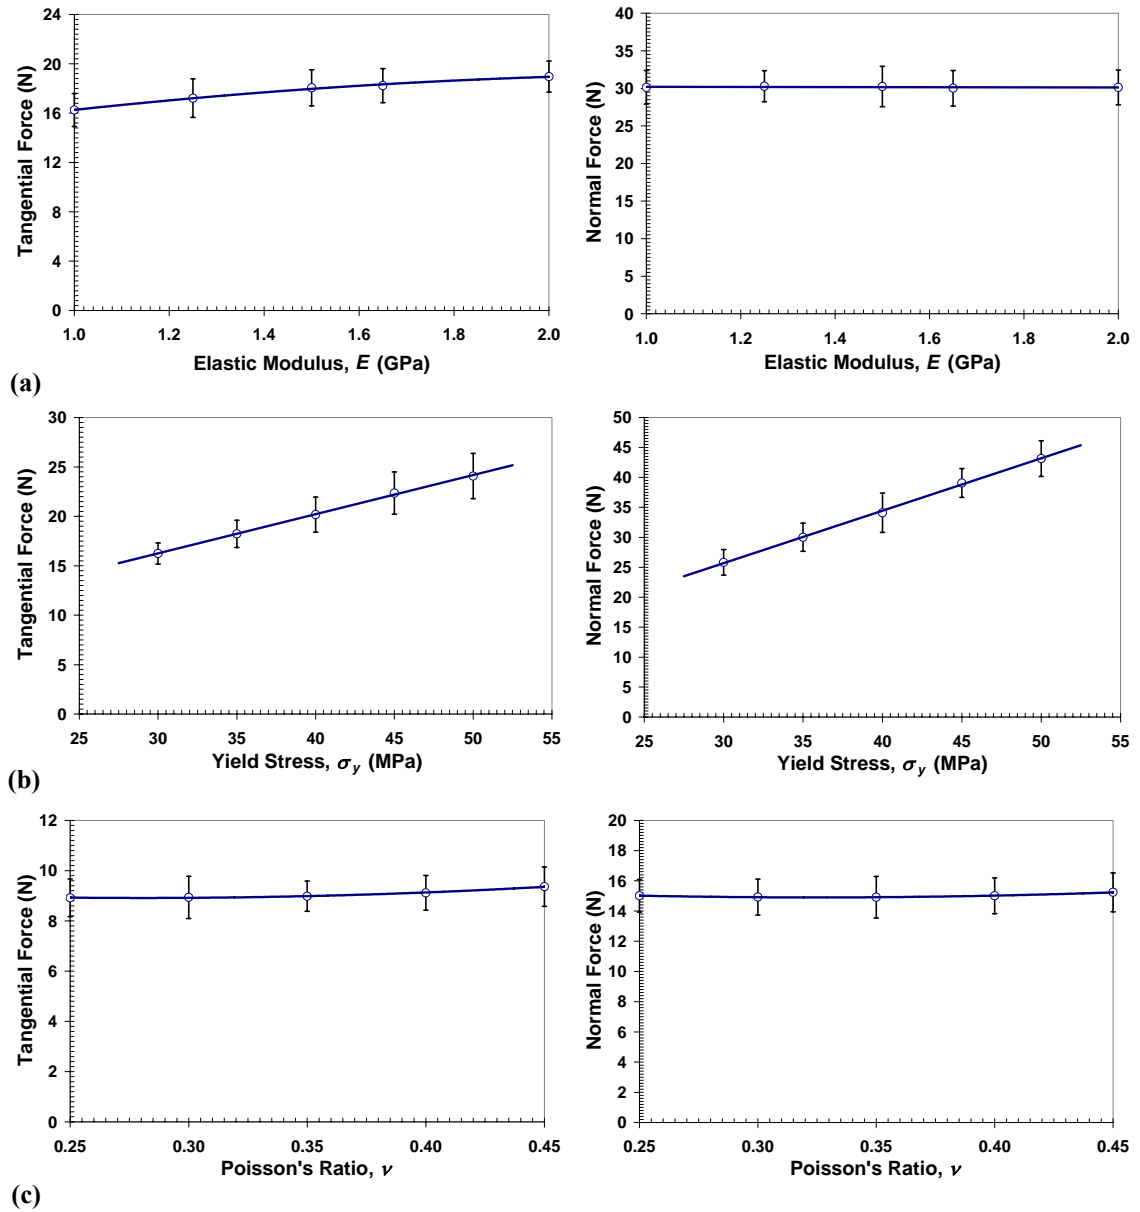 24
20
16
12
8
4
0
Tangential Force (N)
1.0 1.2 1.4 1.6 1.8 2.0
Elastic Modulus, E (GPa)
40
35
30
25
20
15
10
5
0
Normal Force (N)
1.0 1.2 1.4 1.6 1.8 2.0
Elastic Modulus, E (GPa)
(a)
30
25
20
15
10
5
0
Tangential Force (N)
25 30 35 40 45 50 55
Yield Stress, σy (MPa)
50
45
40
35
30
25
20
15
10
5
0
Normal Force (N)
25 30 35 40 45 50 55
Yield Stress, σy (MPa)
(b)
12
10
8
6
4
2
0
Tangential Force (N)
0.25 0.30 0.35 0.40 0.45
Poisson's Ratio, ν
20
18
16
14
12
10
8
6
4
2
0
Normal Force (N)
0.25 0.30 0.35 0.40 0.45
Poisson's Ratio, ν
(c)